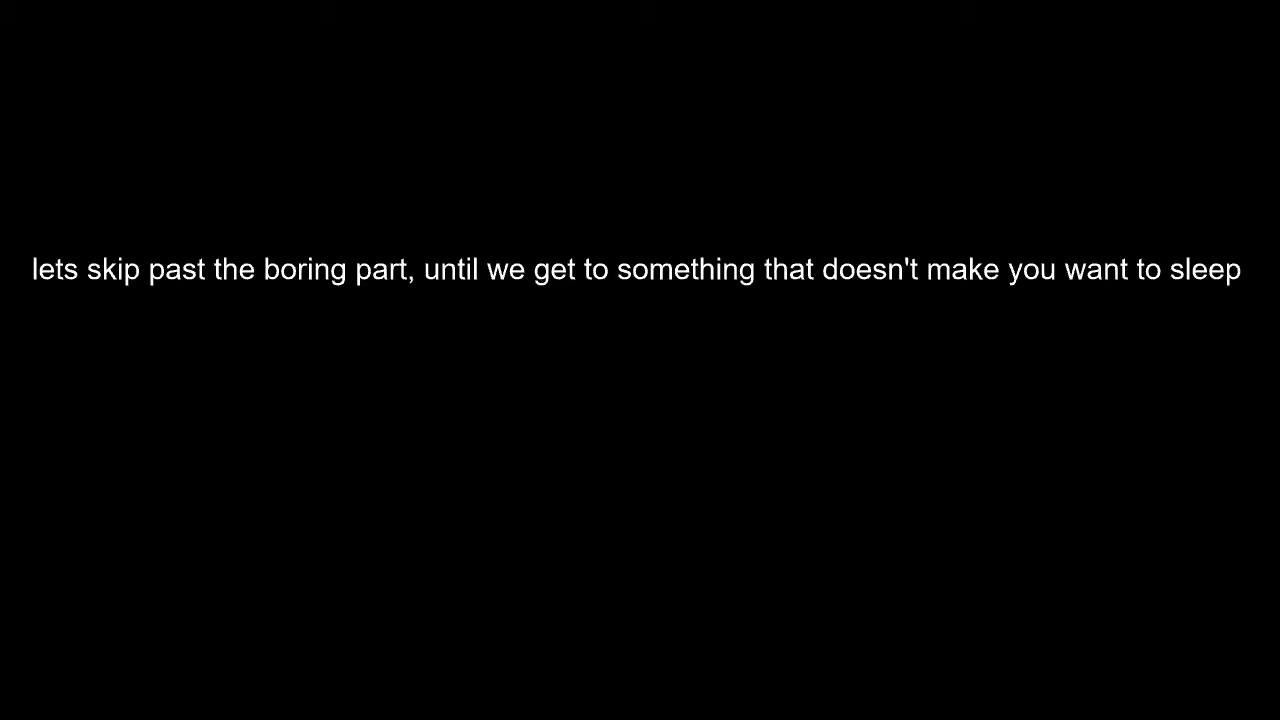 lets skip past the boring part, until we get to something that doesn't make you want to sleep